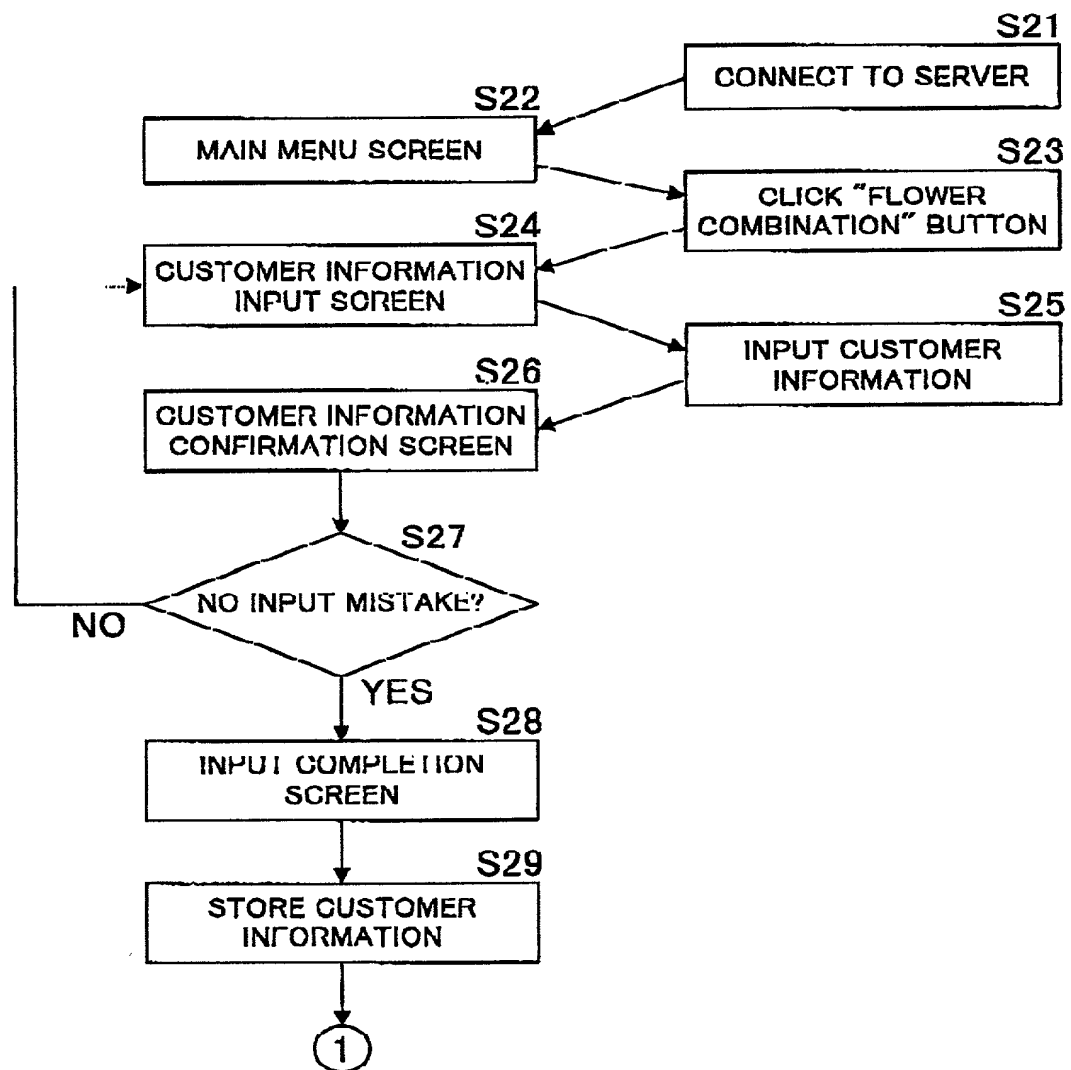 S21
CONNECT TO SERVER
S22
MAIN MENU SCREEN
S23
CLICK "FLOWER
COMBINATION" BUTTON
S24
CUSTOMER INFORMATION
INPUT SCREEN
S25
INPUT CUSTOMER
INFORMATION
S26
CUSTOMER INFORMATION
CONFIRMATION SCREEN
S27
NO INPUT MISTAKE?
NO
YES
S28
INPUT COMPLETION
SCREEN
S29
STORE CUSTOMER
INFORMATION
1